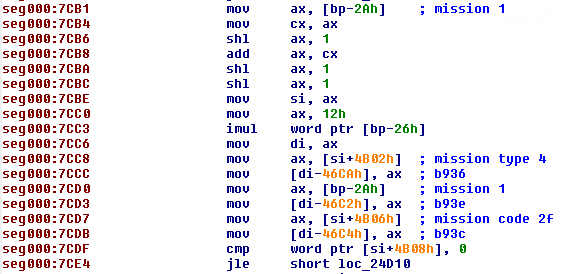 seg000:7CB1 mov ax, [bp-2Ah] ; mission 1
seg000:7CB4 mov cx, ax
seg000:7CB6 shl ax, 1
seg000:7CB8 add ax, cx
seg000:7CBA shl ax, 1
seg000:7CBC shl ax, 1
seg000:7CBE mov si, ax
seg000:7CC0 mov ax, 12h
seg000:7CC3 imul word ptr [bp-26h]
seg000:7CC6 mov di, ax
seg000:7CC8 mov ax, [si+4B02h] ; mission type 4
seg000:7CCC mov [di-46CAh], ax ; b936
seg000:7CD0 mov ax, [bp-2Ah] ; mission 1
seg000:7CD3 mov [di-46C2h], ax ; b93e
seg000:7CD7 mov ax, [si+4B06h] ; mission code 2f
seg000:7CDB mov [di-46C4h], ax ; b93c
seg000:7CDF cmp word ptr [si+4B08h], 0
seg000:7CE4 jle short loc_24D10